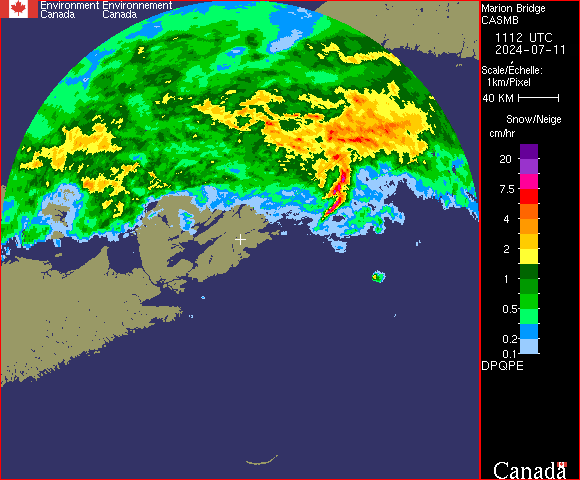 Environment Environnement
Canada Canada
Marion Bridge
CASMB
1112 UTC
2024-07-11
Scale/Échelle:
1km/Pixel
40 KM
Snow/Neige
cm/hr
20
7.5
4
2
1
0.5
0.2
0.1
DPQPE
Canada